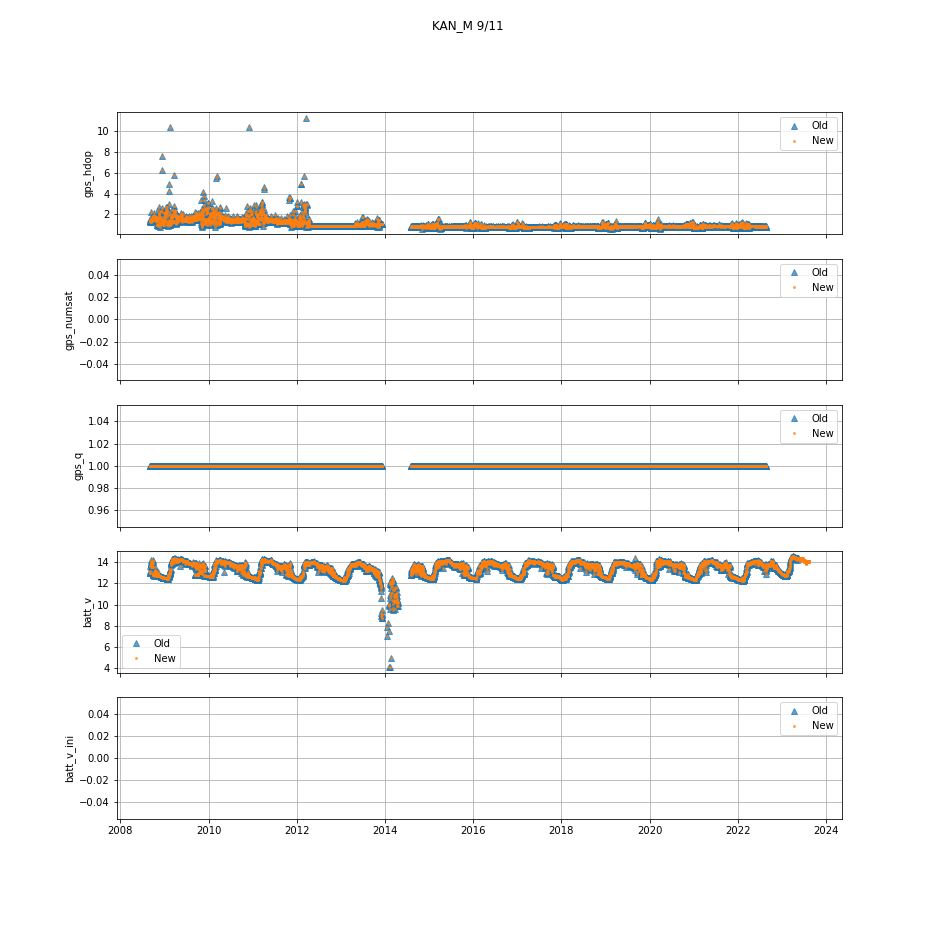 KAN_M 9/11
10
8
6
4
2
gps_hdop
Old
New
0.04
0.02
0.00
−0.02
−0.04
gps_numsat
Old
New
1.04
1.02
1.00
0.98
0.96
gps_q
Old
New
14
12
10
8
6
4
batt_v
Old
New
0.04
0.02
0.00
−0.02
−0.04
batt_v_ini
Old
New
2008 2010 2012 2014 2016 2018 2020 2022 2024